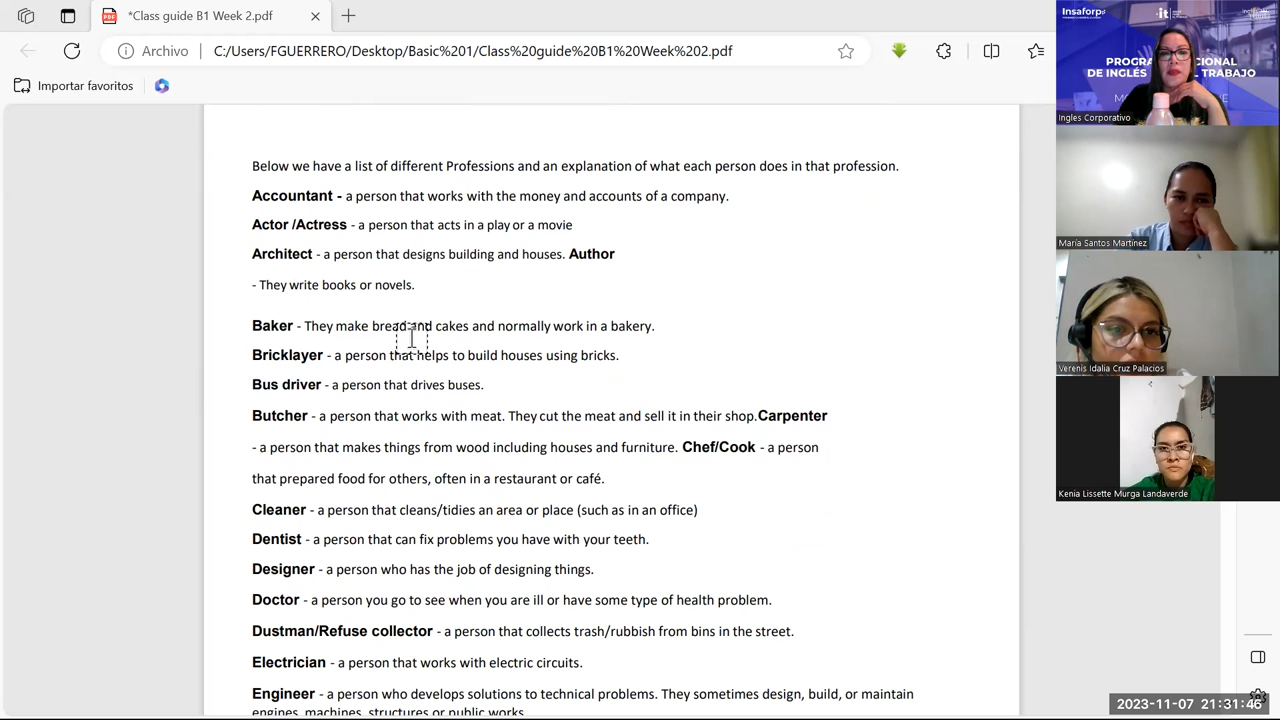 *Class guide B1 Week 2.pdf
Archivo
C:/Users/FGUERRERO/Desktop/Basic%201/Class%20guide%20B1%20Week%202.pdf
Importar favoritos
Below we have a list of different Professions and an explanation of what each person does in that profession.
Accountant - a person that works with the money and accounts of a company.
Actor /Actress - a person that acts in a play or a movie
Architect - a person that designs building and houses. Author
- They write books or novels.
Baker - They make bread and cakes and normally work in a bakery.
Bricklayer - a person that helps to build houses using bricks.
Bus driver - a person that drives buses.
Butcher - a person that works with meat. They cut the meat and sell it in their shop.Carpenter
- a person that makes things from wood including houses and furniture. Chef/Cook - a person
that prepared food for others, often in a restaurant or café.
Cleaner - a person that cleans/tidies an area or place (such as in an office)
Dentist - a person that can fix problems you have with your teeth.
Designer - a person who has the job of designing things.
Doctor - a person you go to see when you are ill or have some type of health problem.
Dustman/Refuse collector - a person that collects trash/rubbish from bins in the street.
Electrician - a person that works with electric circuits.
Engineer - a person who develops solutions to technical problems. They sometimes design, build, or maintain
engines, machines, structures or public works.
Insaforp
PROGRA CIONAL
DE INGLÉS L TRABAJO
Ingles Corporativo
María Santos Martínez
Verenis Idalia Cruz Palacios
Kenia Lissette Murga Landaverde
2023-11-07 21:31:46